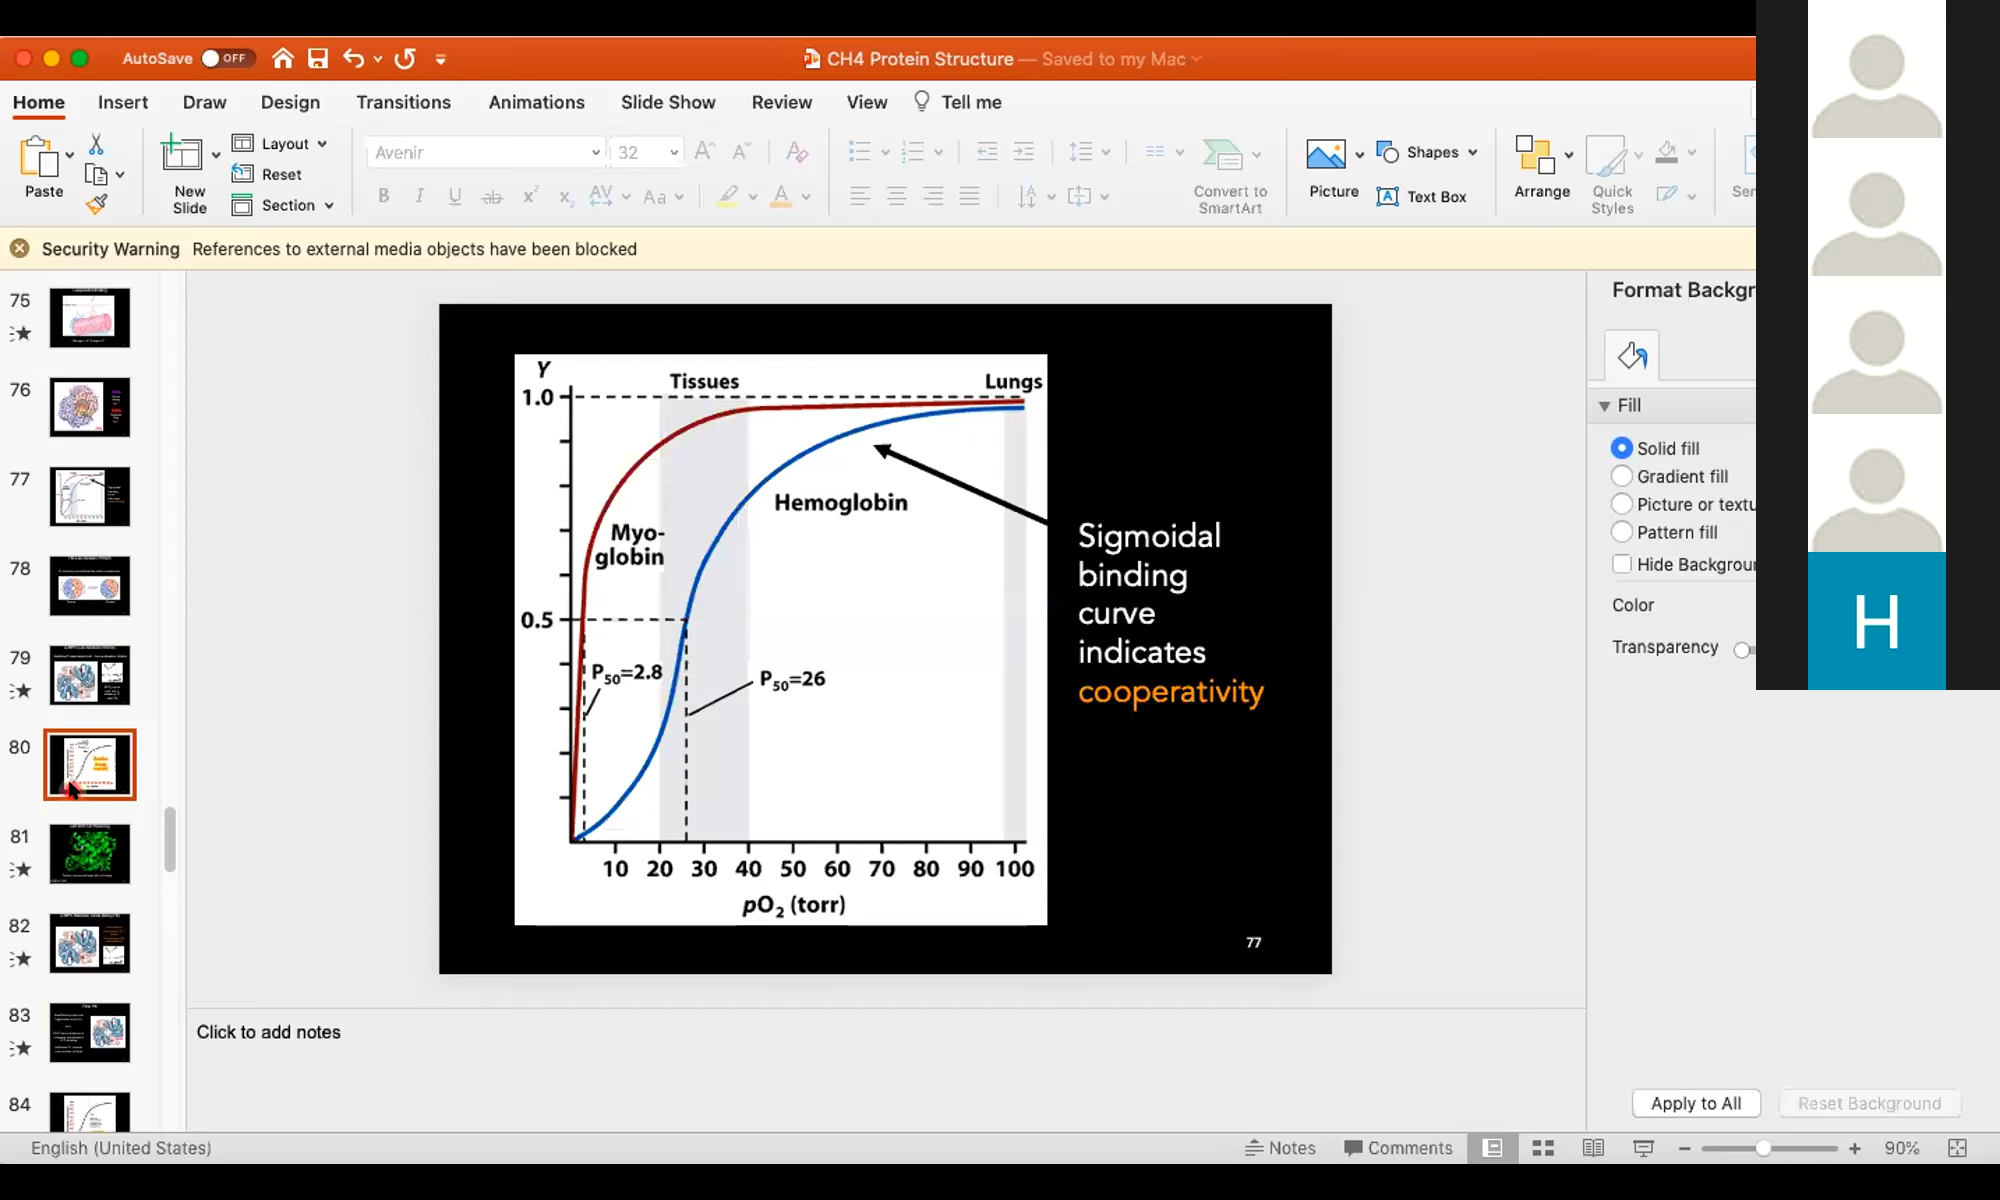 AutoSave OFF
CH4 Protein Structure — Saved to my Mac
Home Insert Draw Design Transitions Animations Slide Show Review View Tell me
Paste
New
Slide
Layout
Reset
Section
Avenir 32
Convert to
SmartArt
Picture
Shapes
Text Box
Arrange
Quick
Styles
Security Warning References to external media objects have been blocked
75
76
77
78
79
80
81
82
83
84
Y
Tissues
Lungs
1.0
Hemoglobin
Myo-
globin
0.5
P50=2.8
P50=26
10 20 30 40 50 60 70 80 90 100
pO2 (torr)
Sigmoidal
binding
curve
indicates
cooperativity
77
Click to add notes
Format Backgr
Fill
Solid fill
Gradient fill
Picture or textu
Pattern fill
Hide Backgrour
Color
Transparency
Apply to All Reset Background
H
English (United States)
Notes Comments 90%